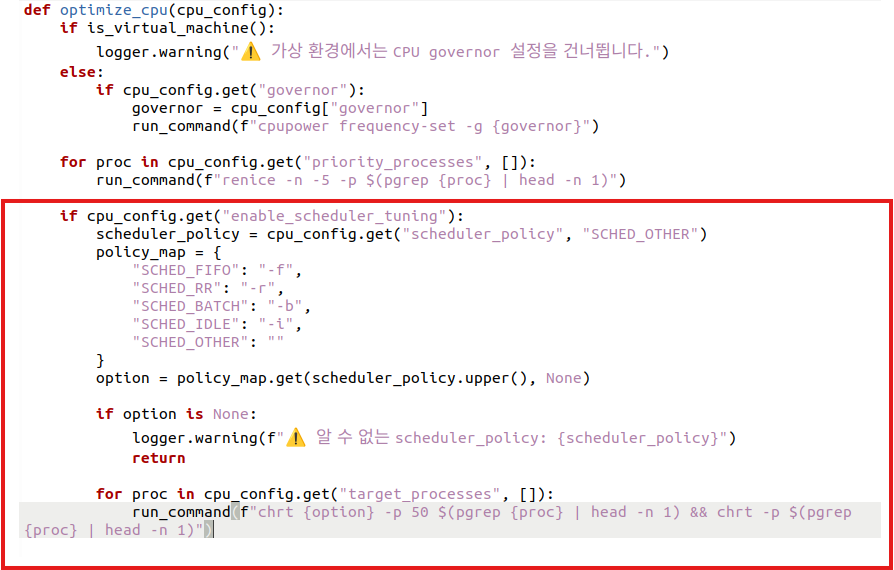 def optimize_cpu(cpu_config):
    if is_virtual_machine():
        logger.warning("⚠️ 가상 환경에서는 CPU governor 설정을 건너뜁니다.")
    else:
        if cpu_config.get("governor"):
            governor = cpu_config["governor"]
            run_command(f"cpupower frequency-set -g {governor}")

    for proc in cpu_config.get("priority_processes", []):
        run_command(f"renice -n -5 -p $(pgrep {proc} | head -n 1)")

    if cpu_config.get("enable_scheduler_tuning"):
        scheduler_policy = cpu_config.get("scheduler_policy", "SCHED_OTHER")
        policy_map = {
            "SCHED_FIFO": "-f",
            "SCHED_RR": "-r",
            "SCHED_BATCH": "-b",
            "SCHED_IDLE": "-i",
            "SCHED_OTHER": ""
        }
        option = policy_map.get(scheduler_policy.upper(), None)

        if option is None:
            logger.warning(f"⚠️ 알 수 없는 scheduler_policy: {scheduler_policy}")
            return

        for proc in cpu_config.get("target_processes", []):
            run_command(f"chrt {option} -p 50 $(pgrep {proc} | head -n 1) && chrt -p $(pgrep
{proc} | head -n 1)")